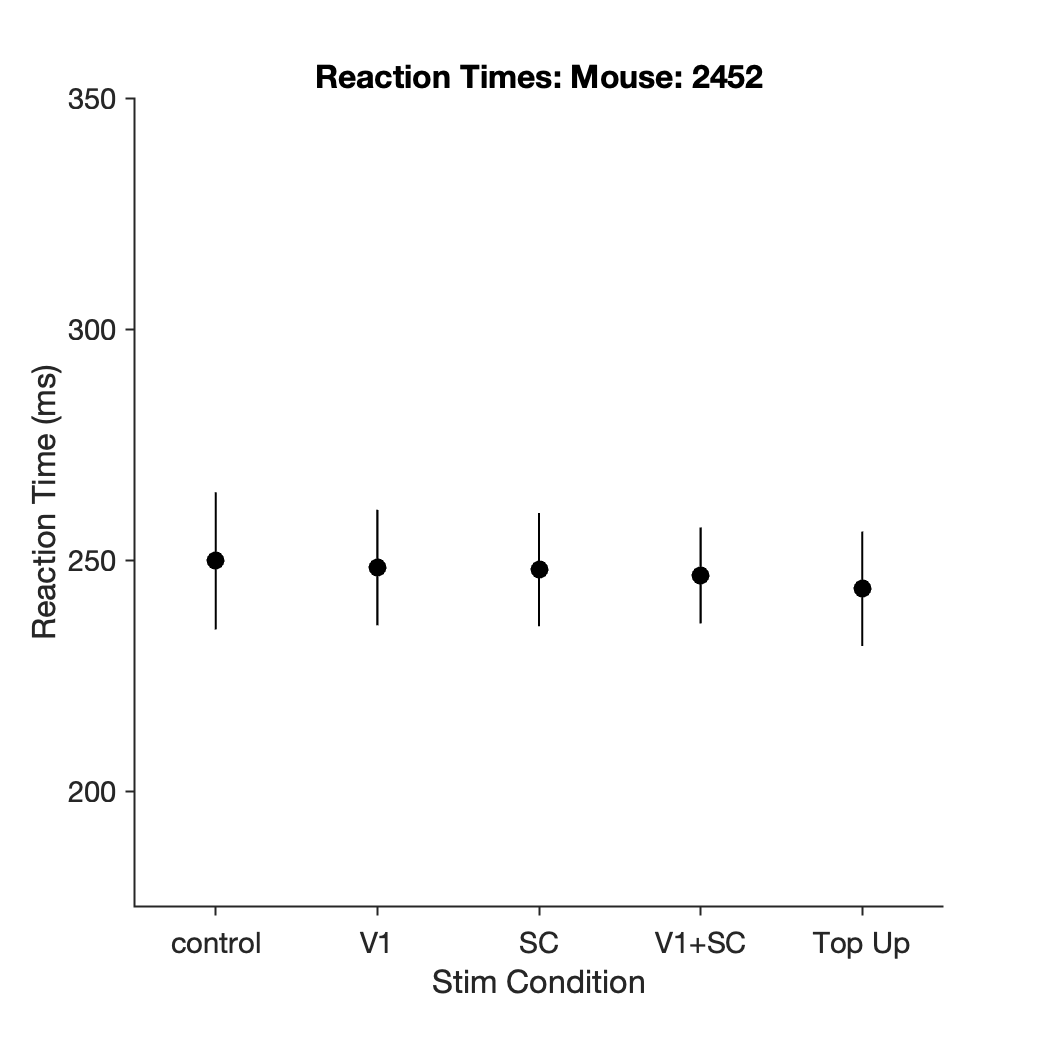 Reaction Times: Mouse: 2452
350
300
250
200
Reaction Time (ms)
control V1 SC V1+SC Top Up
Stim Condition